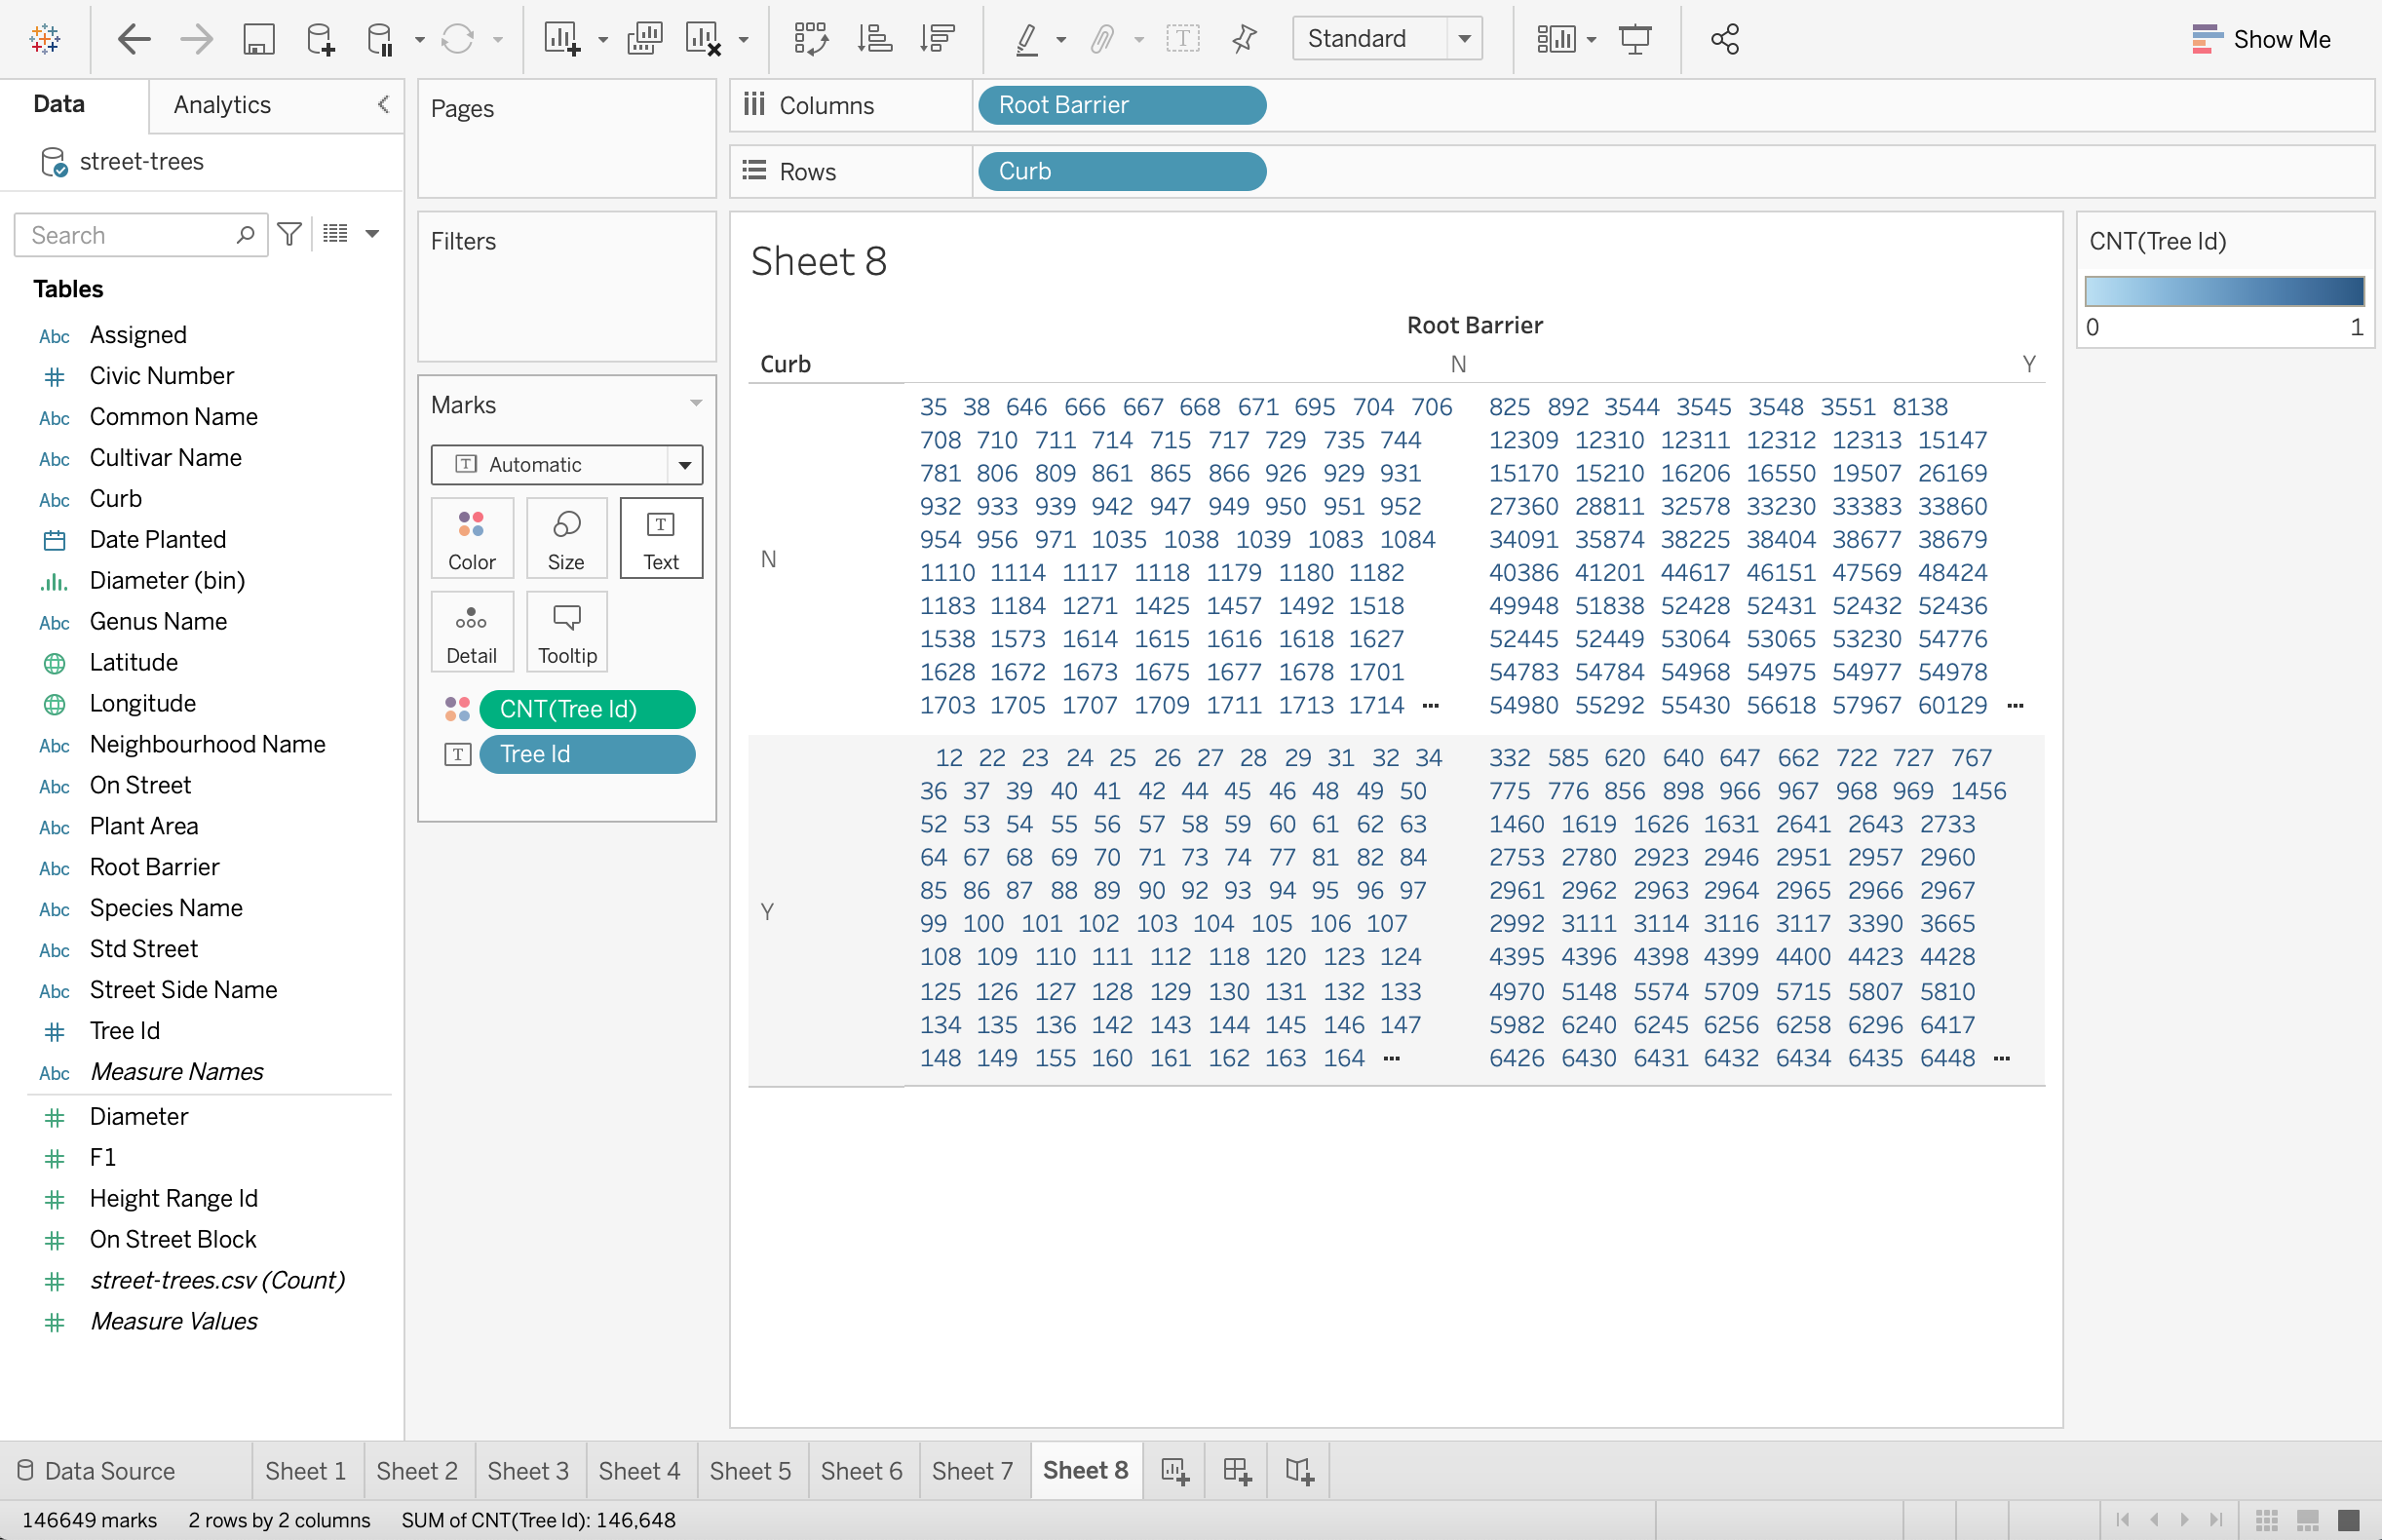 Standard
Show Me
Data
Analytics
street-trees
Search
Tables
Abc Assigned
Civic Number
Abc Common Name
Abc Cultivar Name
Abc Curb
Date Planted
Diameter (bin)
Abc Genus Name
Latitude
Longitude
Abc Neighbourhood Name
Abc On Street
Abc Plant Area
Abc Root Barrier
Abc Species Name
Abc Std Street
Abc Street Side Name
Tree Id
Abc Measure Names
Diameter
F1
Height Range Id
On Street Block
street-trees.csv (Count)
Measure Values
Pages
Filters
Marks
T Automatic
Color Size T Text
Detail Tooltip
CNT(Tree Id)
T Tree Id
Columns Root Barrier
Rows Curb
Sheet 8
Root Barrier
Curb N Y
N
35 38 646 666 667 668 671 695 704 706
708 710 711 714 715 717 729 735 744
781 806 809 861 865 866 926 929 931
932 933 939 942 947 949 950 951 952
954 956 971 1035 1038 1039 1083 1084
1110 1114 1117 1118 1179 1180 1182
1183 1184 1271 1425 1457 1492 1518
1538 1573 1614 1615 1616 1618 1627
1628 1672 1673 1675 1677 1678 1701
1703 1705 1707 1709 1711 1713 1714 ...
825 892 3544 3545 3548 3551 8138
12309 12310 12311 12312 12313 15147
15170 15210 16206 16550 19507 26169
27360 28811 32578 33230 33383 33860
34091 35874 38225 38404 38677 38679
40386 41201 44617 46151 47569 48424
49948 51838 52428 52431 52432 52436
52445 52449 53064 53065 53230 54776
54783 54784 54968 54975 54977 54978
54980 55292 55430 56618 57967 60129 ...
Y
12 22 23 24 25 26 27 28 29 31 32 34
36 37 39 40 41 42 44 45 46 48 49 50
52 53 54 55 56 57 58 59 60 61 62 63
64 67 68 69 70 71 73 74 77 81 82 84
85 86 87 88 89 90 92 93 94 95 96 97
99 100 101 102 103 104 105 106 107
108 109 110 111 112 118 120 123 124
125 126 127 128 129 130 131 132 133
134 135 136 142 143 144 145 146 147
148 149 155 160 161 162 163 164 ...
332 585 620 640 647 662 722 727 767
775 776 856 898 966 967 968 969 1456
1460 1619 1626 1631 2641 2643 2733
2753 2780 2923 2946 2951 2957 2960
2961 2962 2963 2964 2965 2966 2967
2992 3111 3114 3116 3117 3390 3665
4395 4396 4398 4399 4400 4423 4428
4970 5148 5574 5709 5715 5807 5810
5982 6240 6245 6256 6258 6296 6417
6426 6430 6431 6432 6434 6435 6448 ...
CNT(Tree Id)
0 1
Data Source Sheet 1 Sheet 2 Sheet 3 Sheet 4 Sheet 5 Sheet 6 Sheet 7 Sheet 8
146649 marks 2 rows by 2 columns SUM of CNT(Tree Id): 146,648